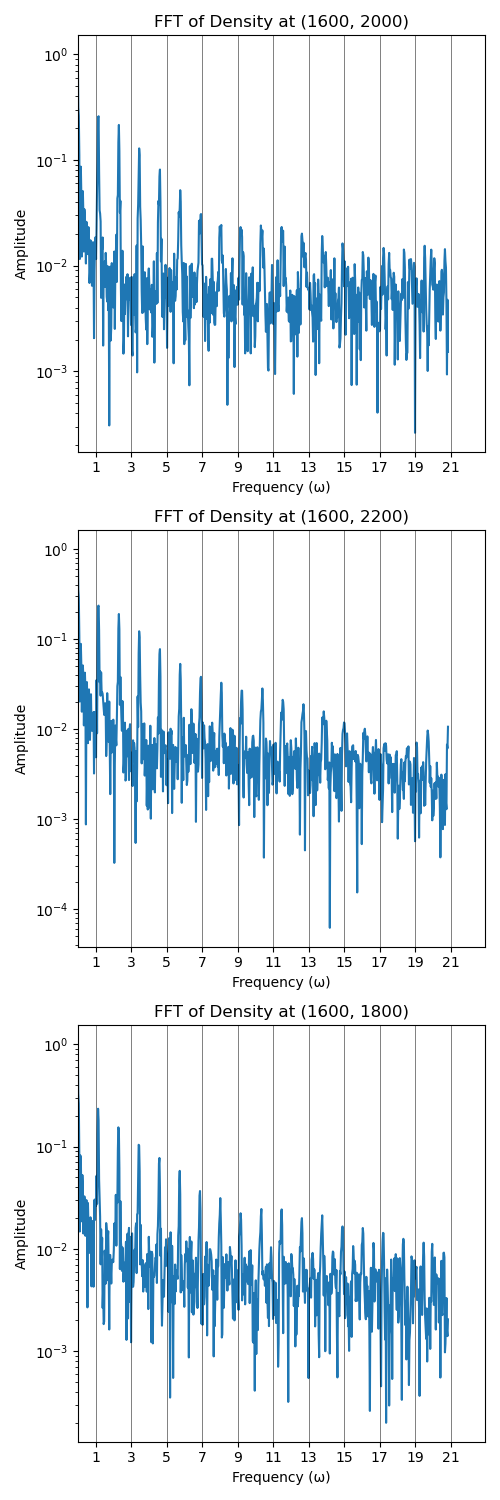 FFT of Density at (1600, 2000)
10⁰
10⁻¹
10⁻²
10⁻³
Amplitude
1 3 5 7 9 11 13 15 17 19 21
Frequency (ω)
FFT of Density at (1600, 2200)
10⁰
10⁻¹
10⁻²
10⁻³
10⁻⁴
Amplitude
1 3 5 7 9 11 13 15 17 19 21
Frequency (ω)
FFT of Density at (1600, 1800)
10⁰
10⁻¹
10⁻²
10⁻³
Amplitude
1 3 5 7 9 11 13 15 17 19 21
Frequency (ω)